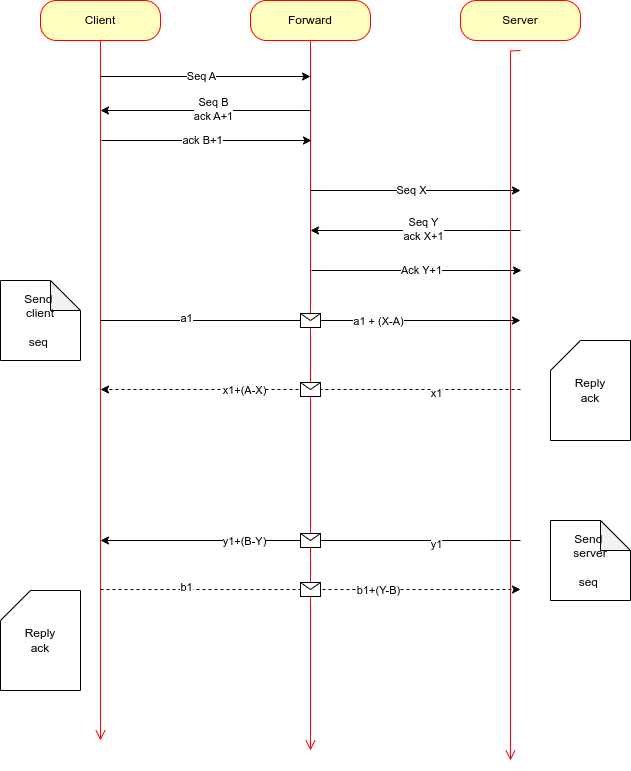 Client
Forward
Server
Seq A
Seq B
ack A+1
ack B+1
Seq X
Seq Y
ack X+1
Ack Y+1
Send
client
seq
a1
a1 + (X-A)
x1+(A-X)
x1
Reply
ack
y1+(B-Y)
y1
Send
server
seq
b1
b1+(Y-B)
Reply
ack